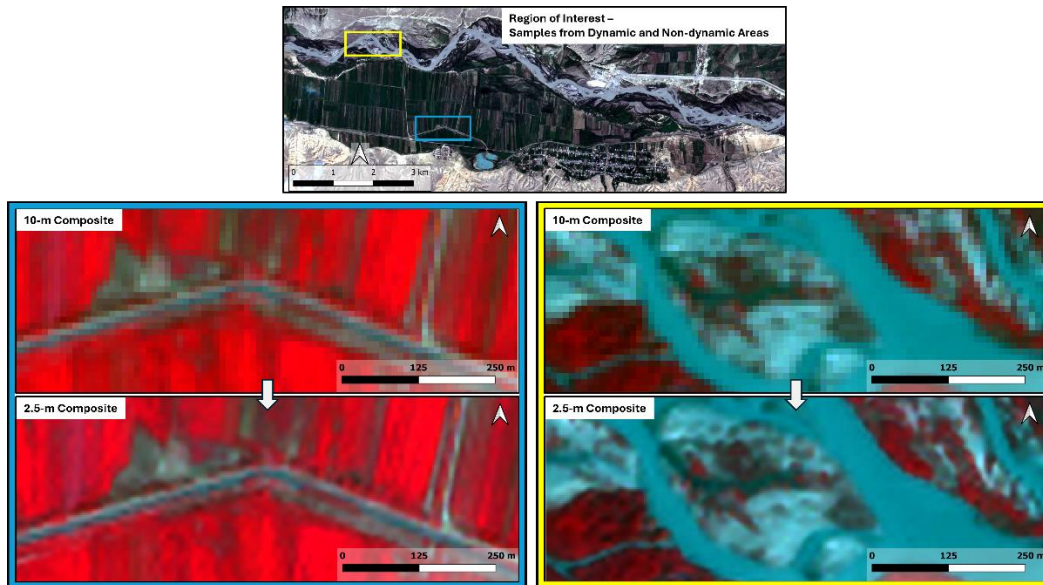 Region of Interest –
Samples from Dynamic and Non-dynamic Areas
0 1 2 3 km
10-m Composite
0 125 250 m
2.5-m Composite
0 125 250 m
10-m Composite
0 125 250 m
2.5-m Composite
0 125 250 m